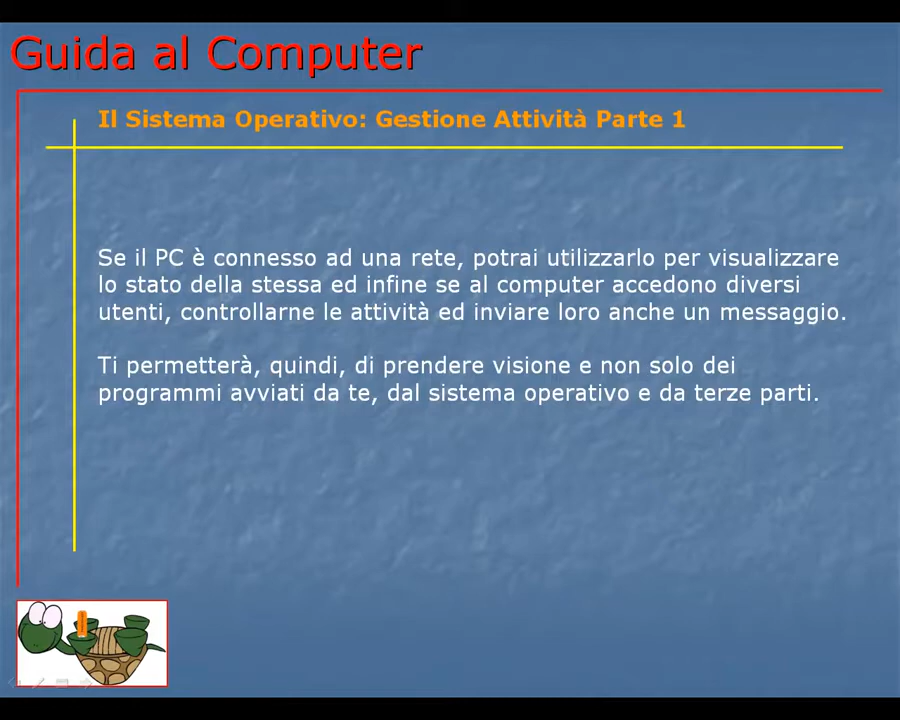 Guida al Computer
Il Sistema Operativo: Gestione Attività Parte 1
Se il PC è connesso ad una rete, potrai utilizzarlo per visualizzare
lo stato della stessa ed infine se al computer accedono diversi
utenti, controllarne le attività ed inviare loro anche un messaggio.
Ti permetterà, quindi, di prendere visione e non solo dei
programmi avviati da te, dal sistema operativo e da terze parti.